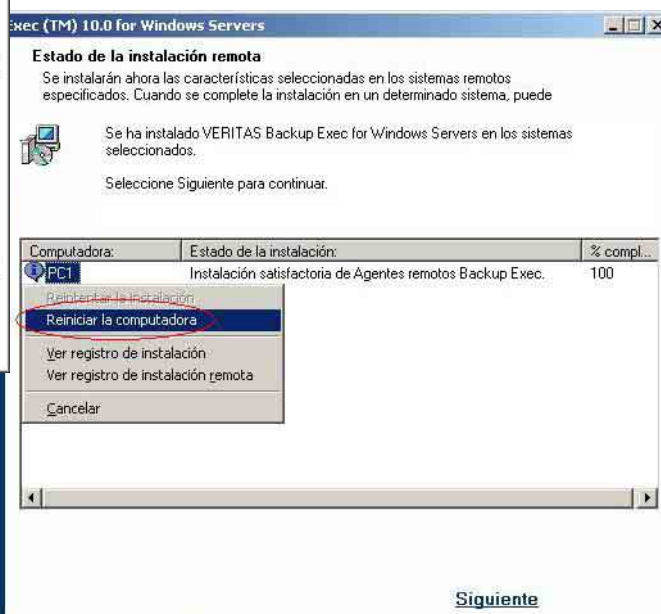 Exec (TM) 10.0 for Windows Servers
Estado de la instalación remota
Se instalarán ahora las características seleccionadas en los sistemas remotos
especificados. Cuando se complete la instalación en un determinado sistema, puede
Se ha instalado VERITAS Backup Exec for Windows Servers en los sistemas
seleccionados.
Seleccione Siguiente para continuar.
Computadora: Estado de la instalación: % compl...
PC1 Instalación satisfactoria de Agentes remotos Backup Exec. 100
Reintentar la instalación
Reiniciar la computadora
Ver registro de instalación
Ver registro de instalación remota
Cancelar
Siguiente